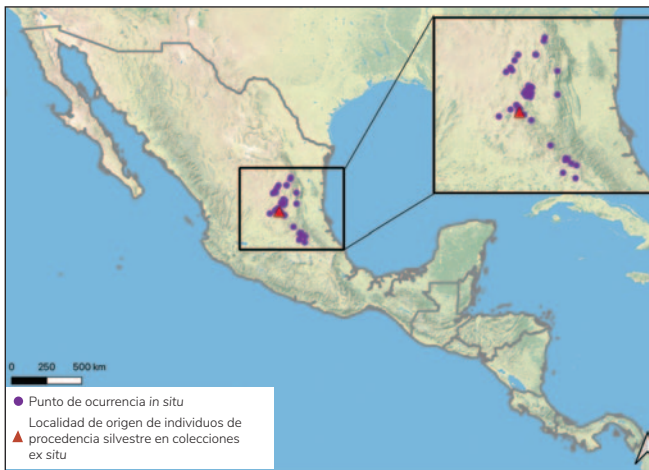 0 250 500 km
Punto de ocurrencia in situ
Localidad de origen de individuos de
procedencia silvestre en colecciones
ex situ